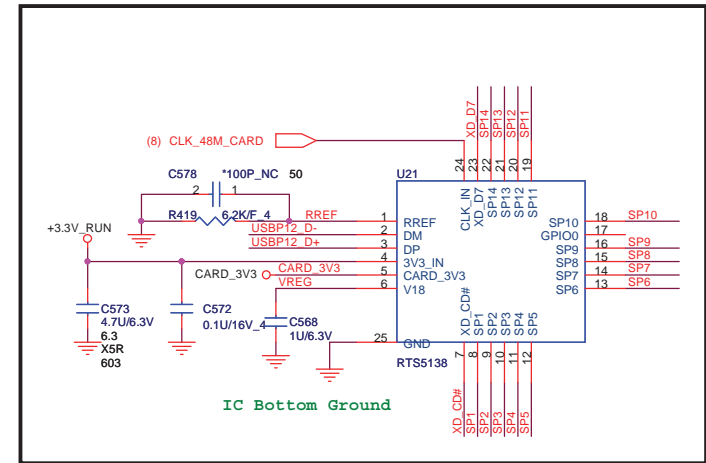 XD_D7
SP14
SP13
SP12
SP11
(8) CLK_48M_CARD
24
23
22
21
20
19
C578 *100P_NC 50
U21
2 1
CLK_IN
XD_D7
SP14
SP13
SP12
SP11
R419 6.2K/F_4 RREF 1 RREF
SP10 18 SP10
USBP12_D- 2 DM
GPIO0 17
+3.3V_RUN
USBP12_D+ 3 DP
SP9 16 SP9
4 3V3_IN
SP8 15 SP8
CARD_3V3 CARD_3V3 5 CARD_3V3
SP7 14 SP7
VREG 6 V18
SP6 13 SP6
C573
4.7U/6.3V
6.3
X5R
603
C572
0.1U/16V_4
C568
1U/6.3V
XD_CD#
SP1
SP2
SP3
SP4
SP5
25 GND
RTS5138
7
8
9
10
11
12
XD_CD#
SP1
SP2
SP3
SP4
SP5
IC Bottom Ground